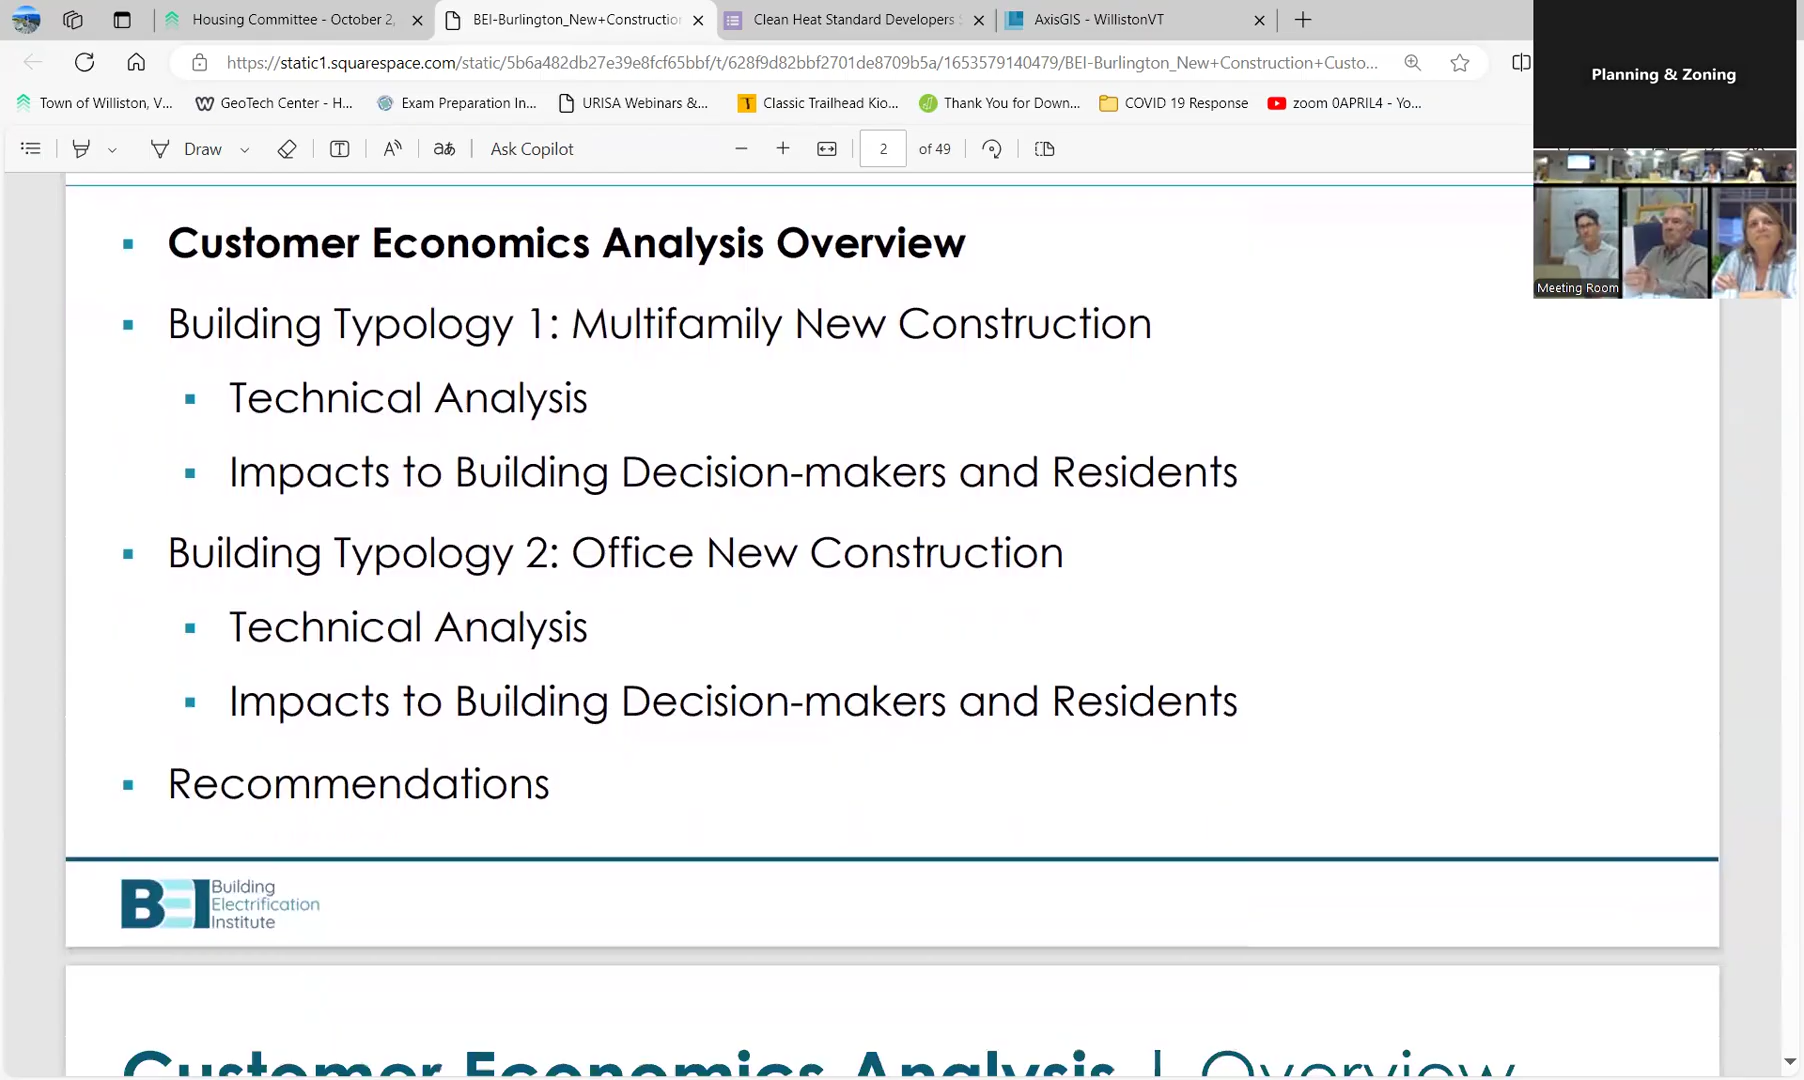 Housing Committee - October 2,
BEI-Burlington_New+Constructio
Clean Heat Standard Developers S
AxisGIS - WillistonVT
https://static1.squarespace.com/static/5b6a482db27e39e8fcf65bbf/t/628f9d82bbf2701de8709b5a/1653579140479/BEI-Burlington_New+Construction+Custo...
Town of Williston, V...
GeoTech Center - H...
Exam Preparation In...
URISA Webinars &...
Classic Trailhead Kio...
Thank You for Down...
COVID 19 Response
zoom 0APRIL4 - Yo...
Draw
Ask Copilot
2
of 49
Planning & Zoning
Meeting Room
Customer Economics Analysis Overview
Building Typology 1: Multifamily New Construction
Technical Analysis
Impacts to Building Decision-makers and Residents
Building Typology 2: Office New Construction
Technical Analysis
Impacts to Building Decision-makers and Residents
Recommendations
BEI
Building
Electrification
Institute
Customer Economics Analysis | Overview